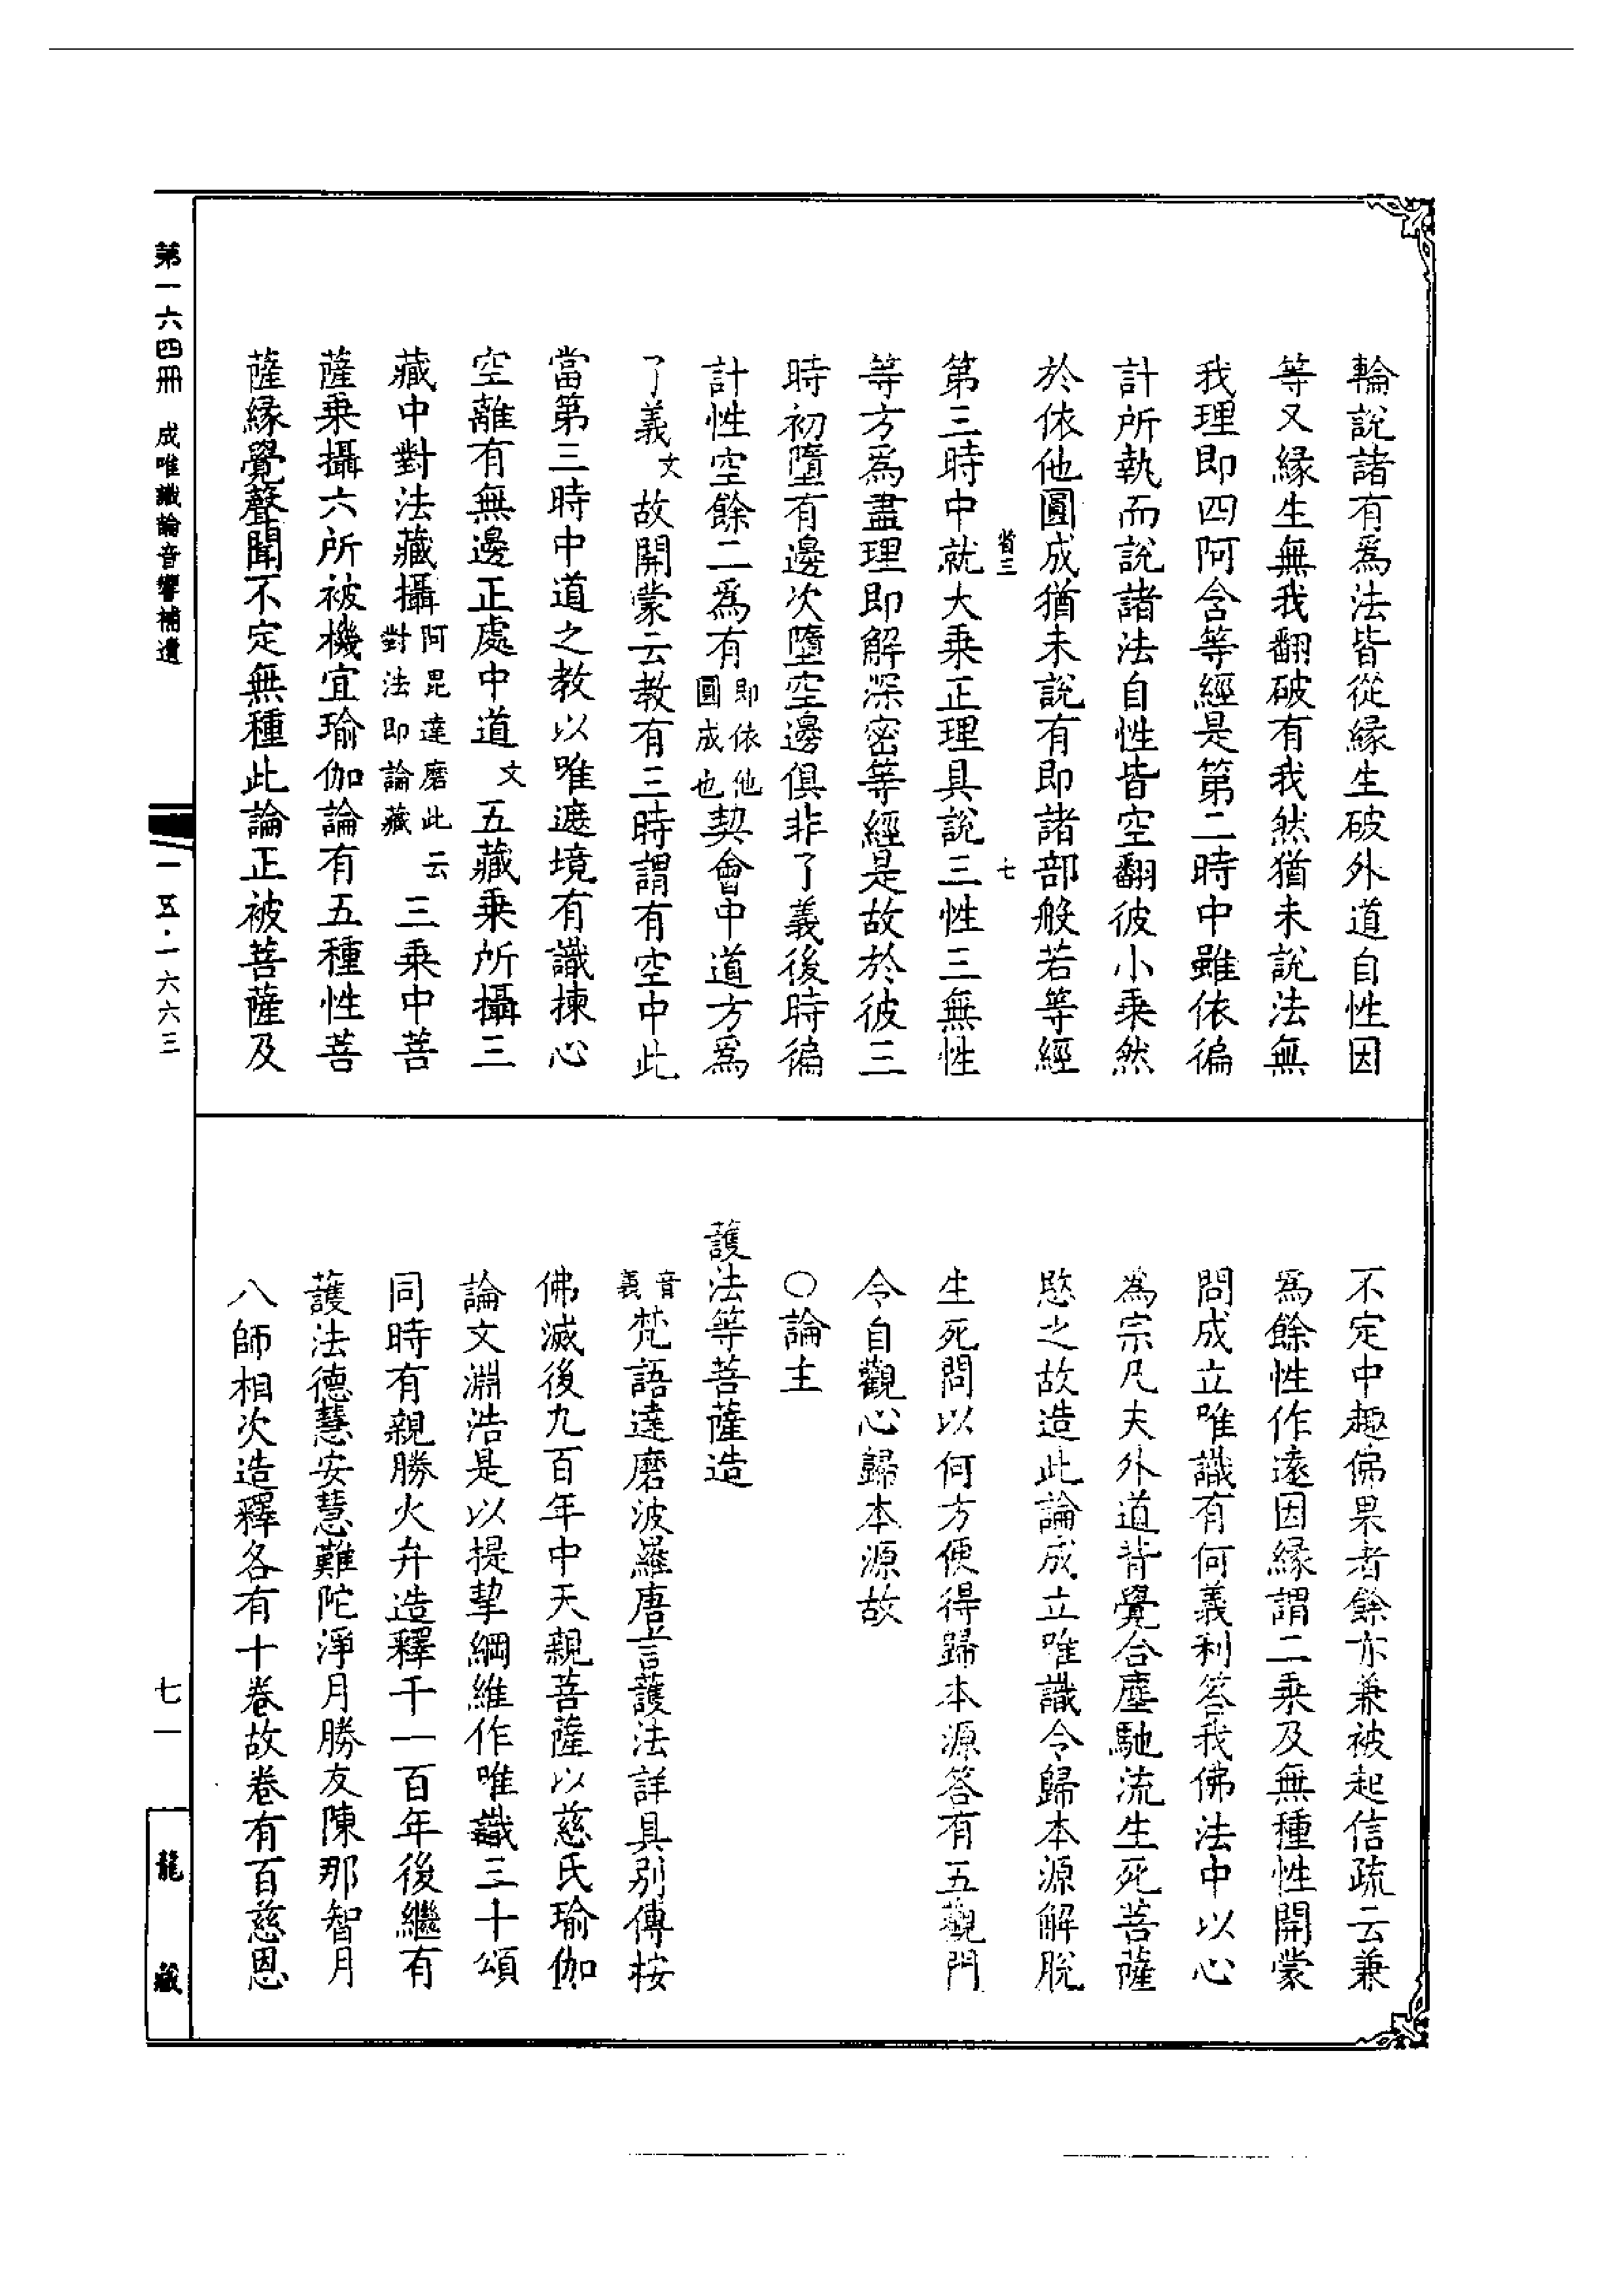 輪說諸有爲法皆從緣生破外道自性因
等又緣生無我翻破有我然猶未說法無
我理即四阿含等經是第二時中雖依徧
計所執而說諸法自性皆空翻彼小乘然
於依他圓成猶未說有即諸部般若等經
省三 七
第三時中就大乘正理具說三性三無性
等方爲盡理即解深密等經是故於彼三
時初墮有邊次墮空邊俱非了義後時徧
計性空餘二爲有即依他圓成也契會中道方爲
了義文故開蒙云教有三時謂有空中此
當第三時中道之教以唯遮境有識揀心
空離有無邊正處中道文五藏乘所攝三
藏中對法藏攝阿毘達磨此云對法即論藏三乘中菩
薩乘攝六所被機宜瑜伽論有五種性菩
薩緣覺聲聞不定無種此論正被菩薩及
不定中趣佛果者餘亦兼被起信疏云兼
爲餘性作遠因緣謂二乘及無種性開蒙
問成立唯識有何義利答我佛法中以心
爲宗凡夫外道背覺合塵馳流生死菩薩
愍之故造此論成立唯識令歸本源解脫
生死問以何方便得歸本源答有五觀門
令自觀心歸本源故
○論主
護法等菩薩造
音義梵語達磨波羅唐言護法詳具別傳按
佛滅後九百年中天親菩薩以慈氏瑜伽
論文淵浩是以提挈綱維作唯識三十頌
同時有親勝火弁造釋千一百年後繼有
護法德慧安慧難陀淨月勝友陳那智月
八師相次造釋各有十卷故卷有百慈恩
第一六四冊 成唯識論音響補遺
一一五·一六六三
七一
龍藏